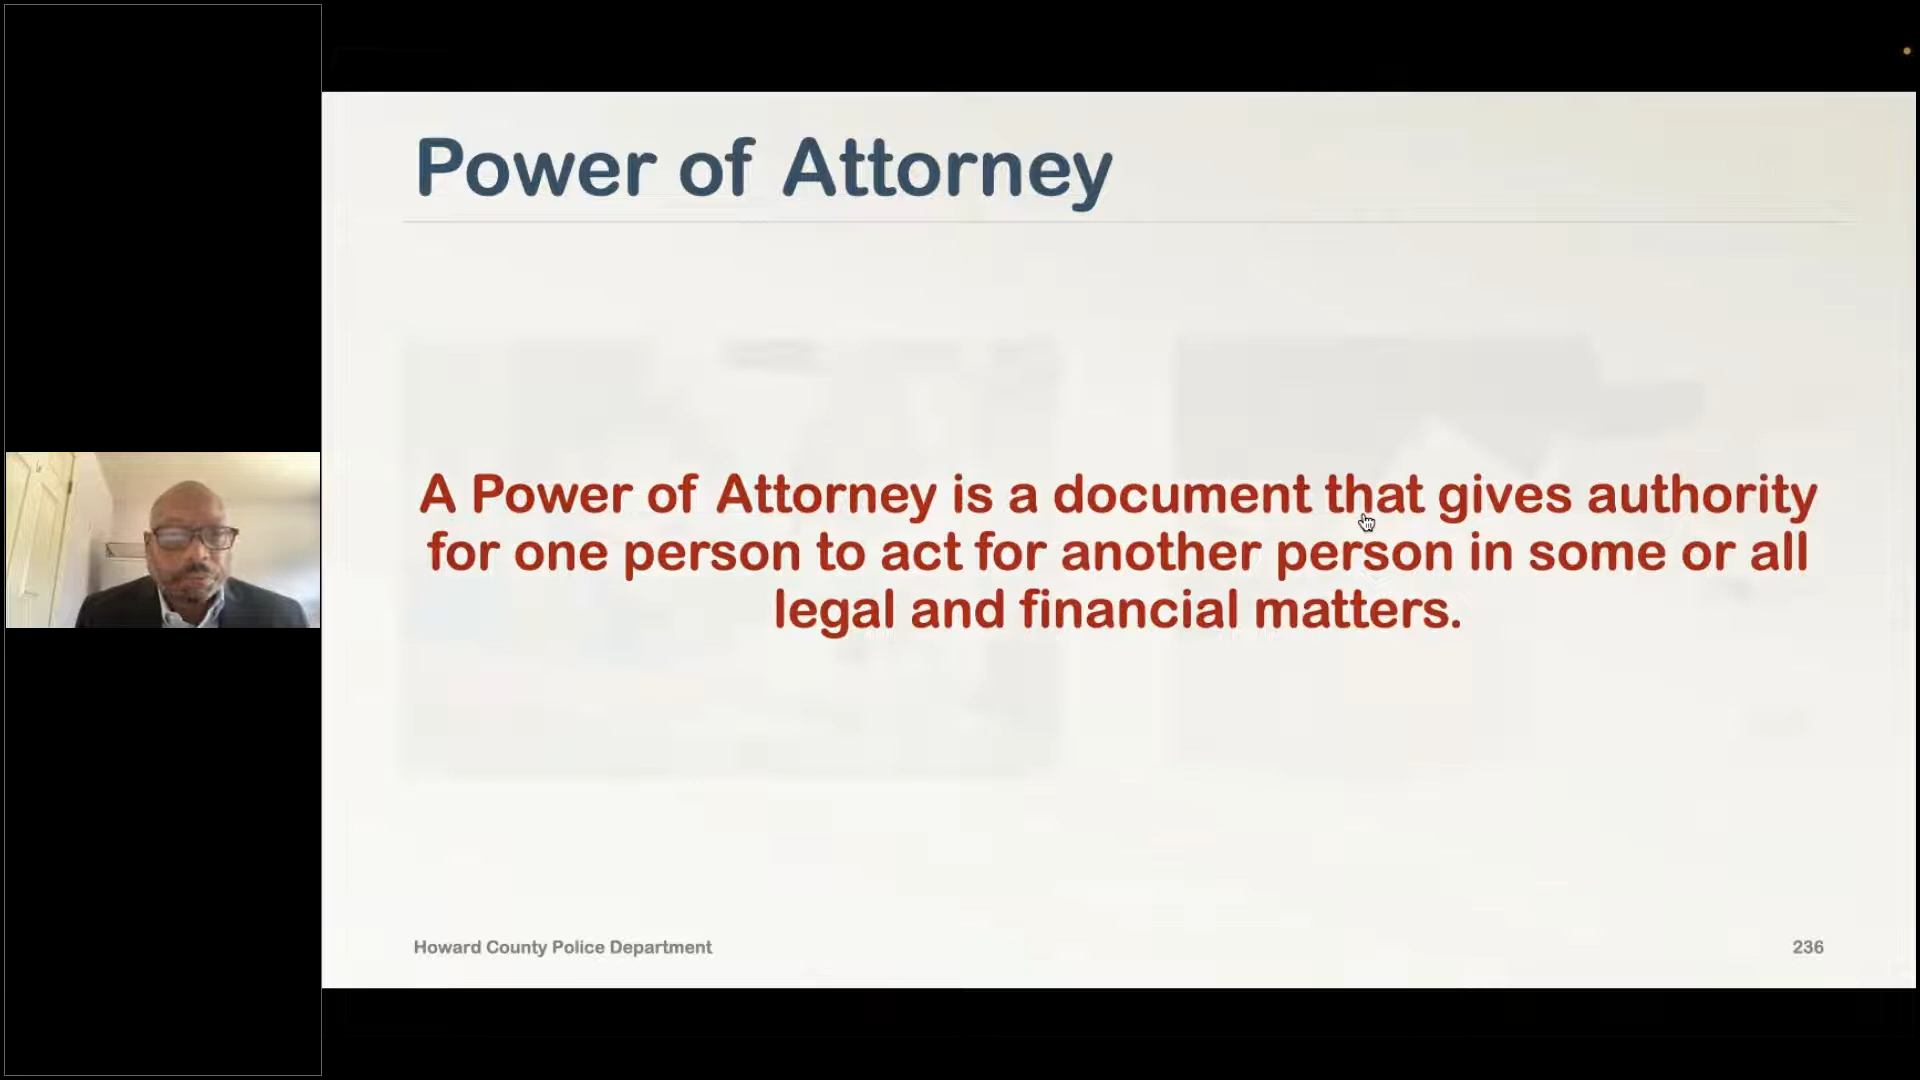 Power of Attorney
A Power of Attorney is a document that gives authority
for one person to act for another person in some or all
legal and financial matters.
Howard County Police Department
236